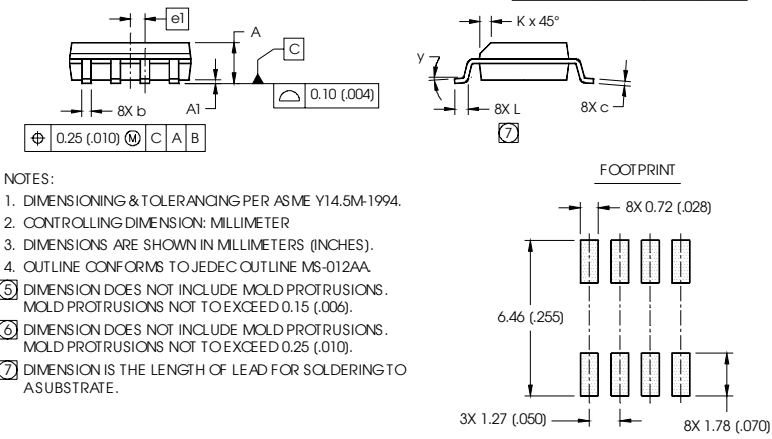 e1
A
C
K x 45°
y
8X b
A1
0.10 (.004)
8X L
8X c
7
0.25 (.010) Ⓜ C A B
FOOTPRINT
NOTES:
1. DIMENSIONING & TOLERANCING PER ASME Y14.5M-1994.
2. CONTROLLING DIMENSION: MILLIMETER
3. DIMENSIONS ARE SHOWN IN MILLIMETERS (INCHES).
4. OUTLINE CONFORMS TO JEDEC OUTLINE MS-012AA.
5 DIMENSION DOES NOT INCLUDE MOLD PROTRUSIONS.
MOLD PROTRUSIONS NOT TO EXCEED 0.15 (.006).
6 DIMENSION DOES NOT INCLUDE MOLD PROTRUSIONS.
MOLD PROTRUSIONS NOT TO EXCEED 0.25 (.010).
7 DIMENSION IS THE LENGTH OF LEAD FOR SOLDERING TO
A SUBSTRATE.
8X 0.72 (.028)
6.46 (.255)
3X 1.27 (.050)
8X 1.78 (.070)